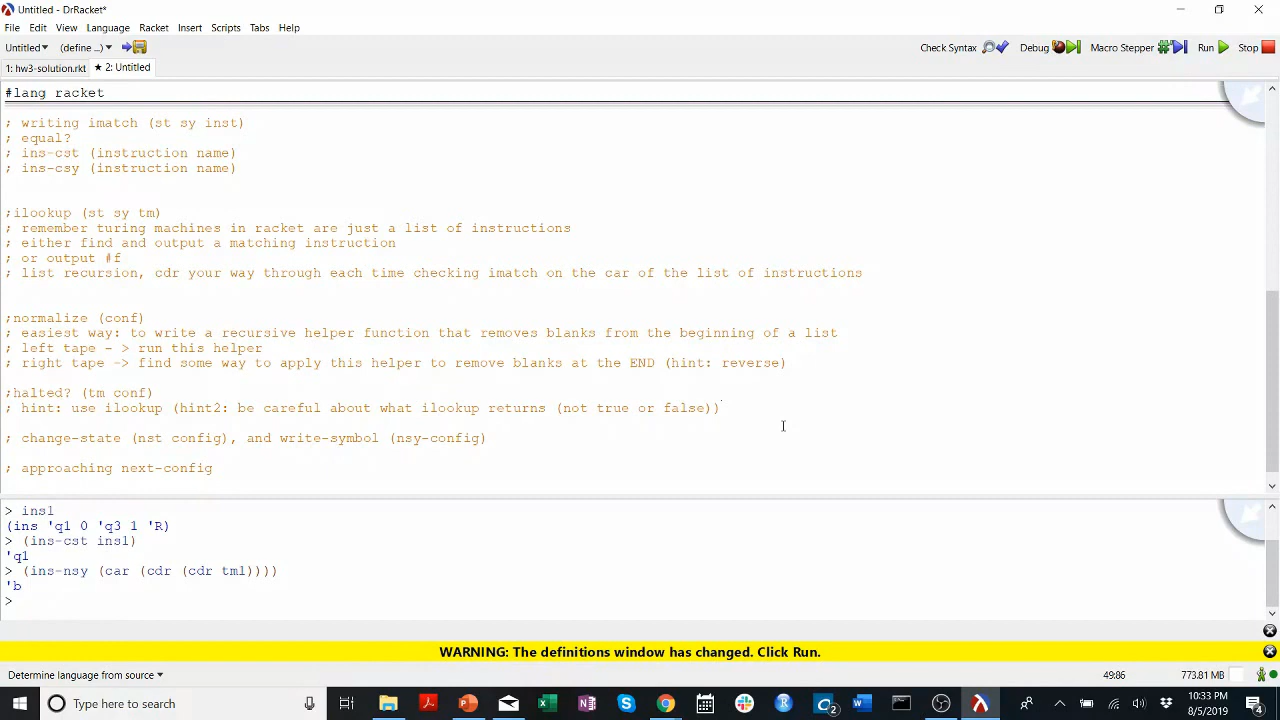 Untitled - DrRacket*
File Edit View Language Racket Insert Scripts Tabs Help
Untitled (define ...) Check Syntax Debug Macro Stepper Run Stop
1: hw3-solution.rkt ★ 2: Untitled
#lang racket
; writing imatch (st sy inst)
; equal?
; ins-cst (instruction name)
; ins-csy (instruction name)
;ilookup (st sy tm)
; remember turing machines in racket are just a list of instructions
; either find and output a matching instruction
; or output #f
; list recursion, cdr your way through each time checking imatch on the car of the list of instructions
;normalize (conf)
; easiest way: to write a recursive helper function that removes blanks from the beginning of a list
; left tape - > run this helper
; right tape -> find some way to apply this helper to remove blanks at the END (hint: reverse)
;halted? (tm conf)
; hint: use ilookup (hint2: be careful about what ilookup returns (not true or false))
; change-state (nst config), and write-symbol (nsy-config)
; approaching next-config
> ins1
(ins 'q1 0 'q3 1 'R)
> (ins-cst ins1)
'q1
> (ins-nsy (car (cdr (cdr tm1))))
'b
>
WARNING: The definitions window has changed. Click Run.
Determine language from source 49:86 773.81 MB
Type here to search 10:33 PM
8/5/2019